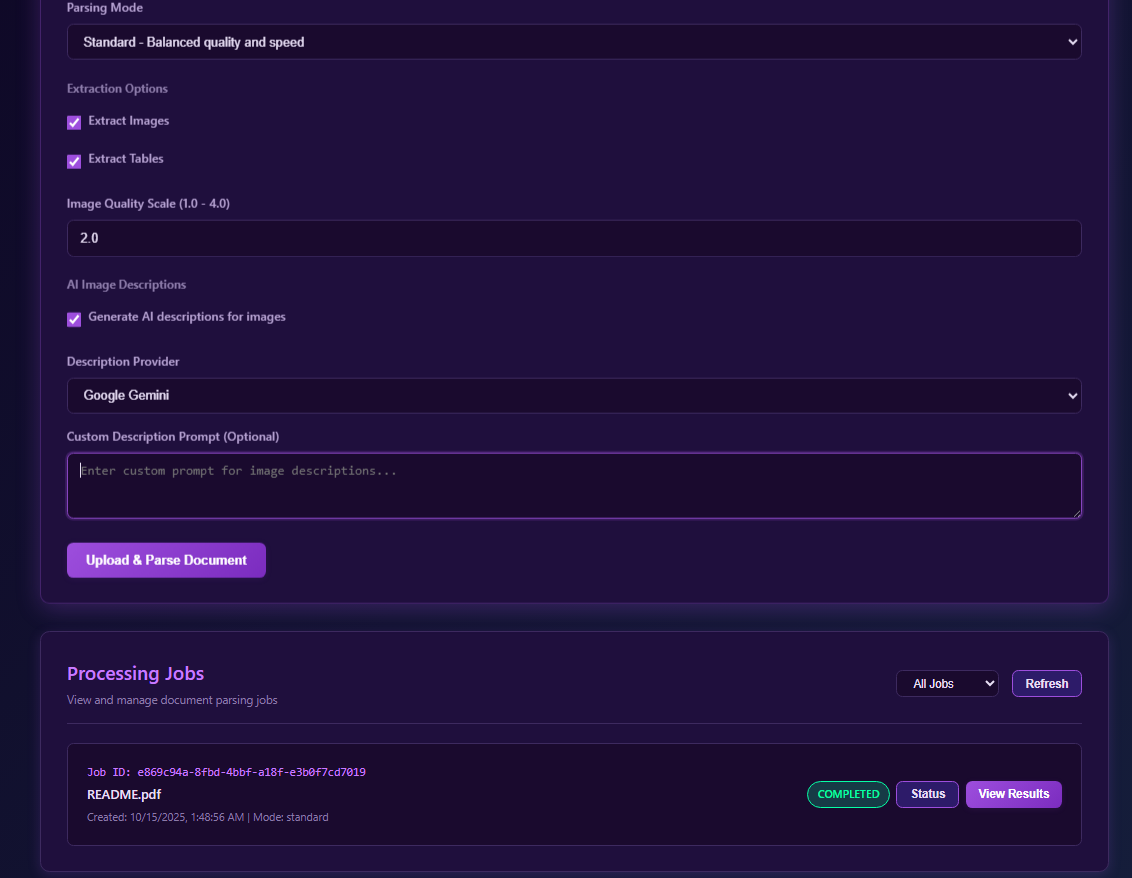 Parsing Mode
Standard - Balanced quality and speed
Extraction Options
Extract Images
Extract Tables
Image Quality Scale (1.0 - 4.0)
2.0
AI Image Descriptions
Generate AI descriptions for images
Description Provider
Google Gemini
Custom Description Prompt (Optional)
Enter custom prompt for image descriptions...
Upload & Parse Document
Processing Jobs
View and manage document parsing jobs
All Jobs
Refresh
Job ID: e869c94a-8fbd-4bbf-a18f-e3b0f7cd7019
README.pdf
Created: 10/15/2025, 1:48:56 AM | Mode: standard
COMPLETED
Status
View Results